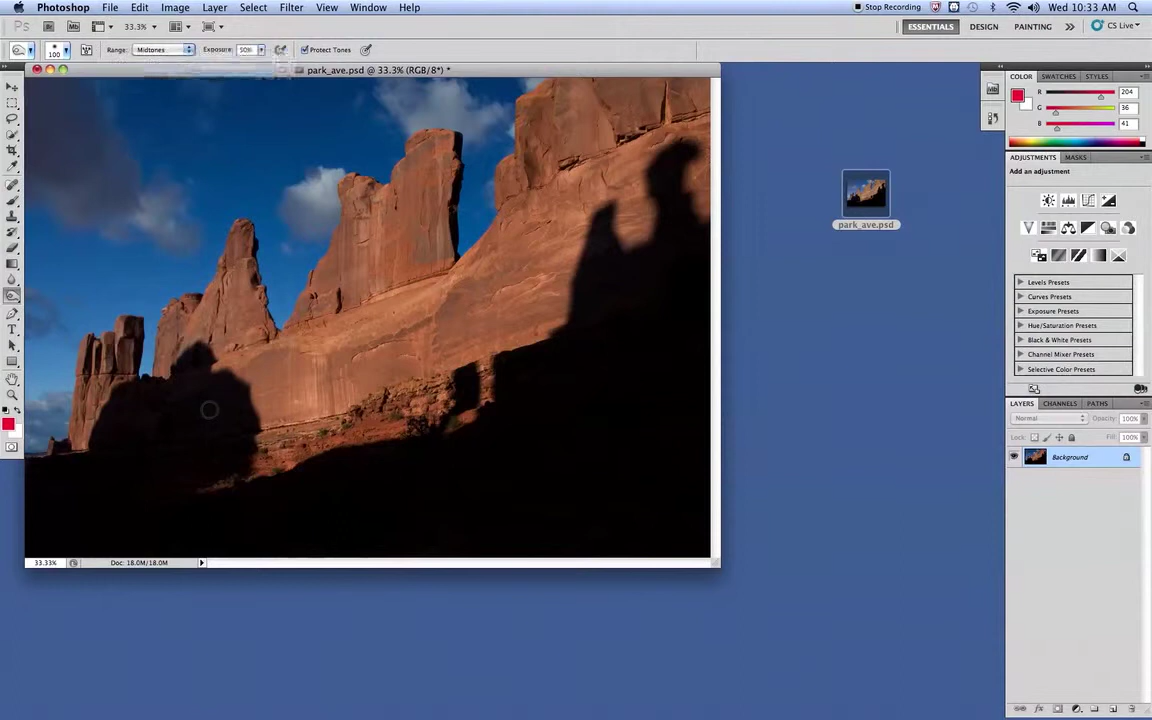 Photoshop File Edit Image Layer Select Filter View Window Help Stop Recording Wed 10:33 AM
Ps Br Mb 33.3% ESSENTIALS DESIGN PAINTING >> CS Live
100 Range: Midtones Exposure: 50% Protect Tones
park_ave.psd @ 33.3% (RGB/8*) *
COLOR SWATCHES STYLES
R 204
G 36
B 41
ADJUSTMENTS MASKS
Add an adjustment
park_ave.psd
Levels Presets
Curves Presets
Exposure Presets
Hue/Saturation Presets
Black & White Presets
Channel Mixer Presets
Selective Color Presets
LAYERS CHANNELS PATHS
Normal Opacity: 100%
Lock: Fill: 100%
Background
33.33% Doc: 18.0M/18.0M